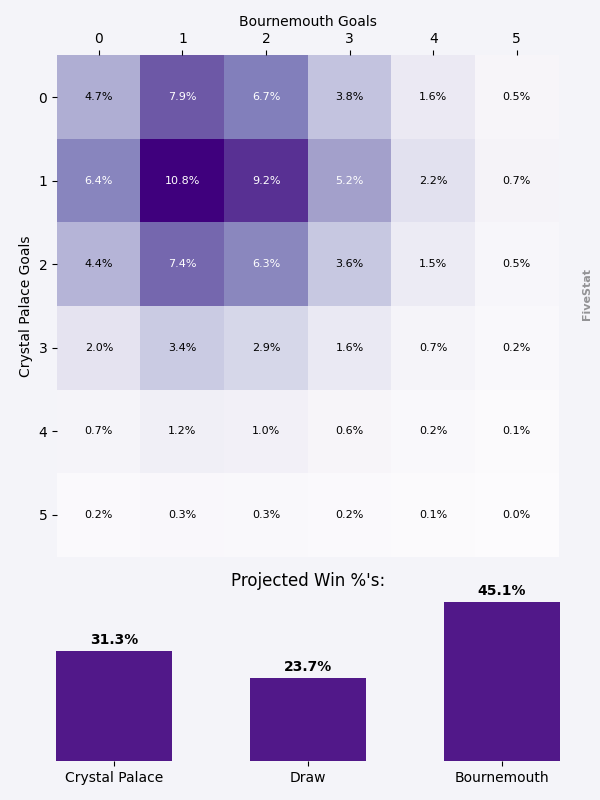 Bournemouth Goals
0 1 2 3 4 5
0 4.7% 7.9% 6.7% 3.8% 1.6% 0.5%
1 6.4% 10.8% 9.2% 5.2% 2.2% 0.7%
2 4.4% 7.4% 6.3% 3.6% 1.5% 0.5%
3 2.0% 3.4% 2.9% 1.6% 0.7% 0.2%
4 0.7% 1.2% 1.0% 0.6% 0.2% 0.1%
5 0.2% 0.3% 0.3% 0.2% 0.1% 0.0%
Crystal Palace Goals
FiveStat
Projected Win %'s:
31.3% 23.7% 45.1%
Crystal Palace Draw Bournemouth